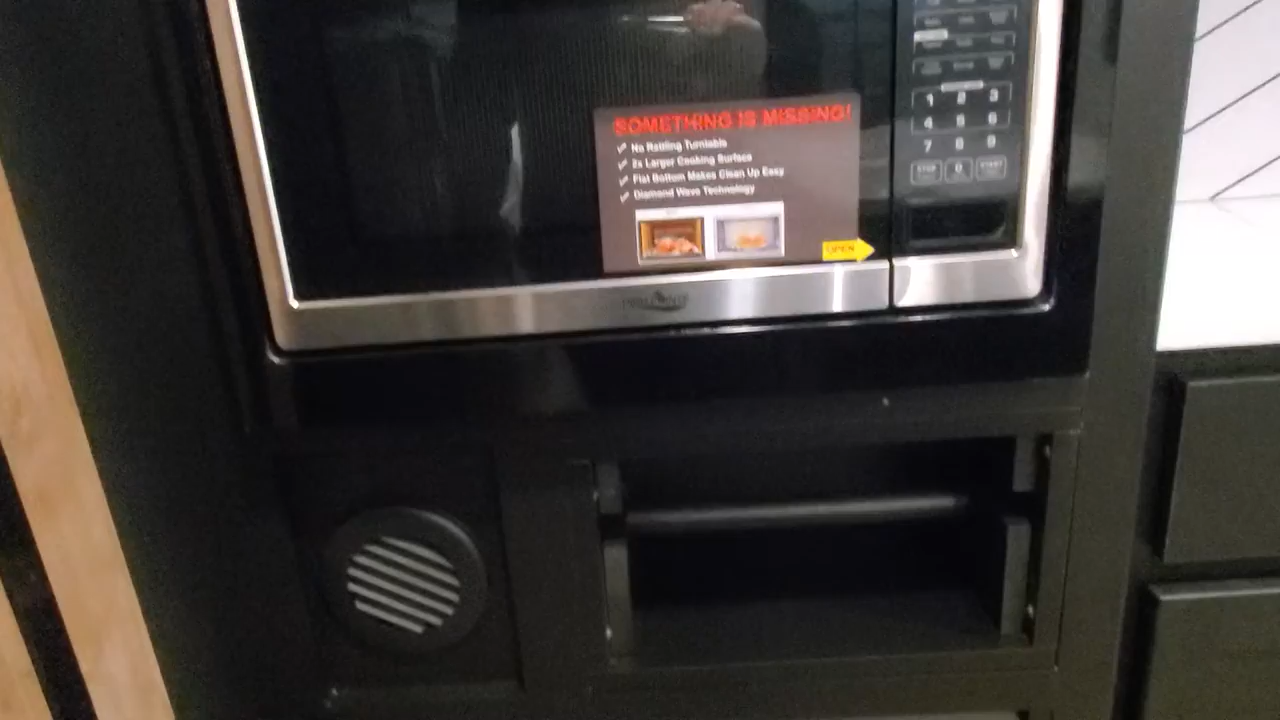 SOMETHING IS MISSING!
No Rattling Turntable
2x Larger Cooking Surface
Flat Bottom Makes Clean Up Easy
Diamond Wave Technology
OPEN
1 2 3
4 5 6
7 8 9
STOP 0 START